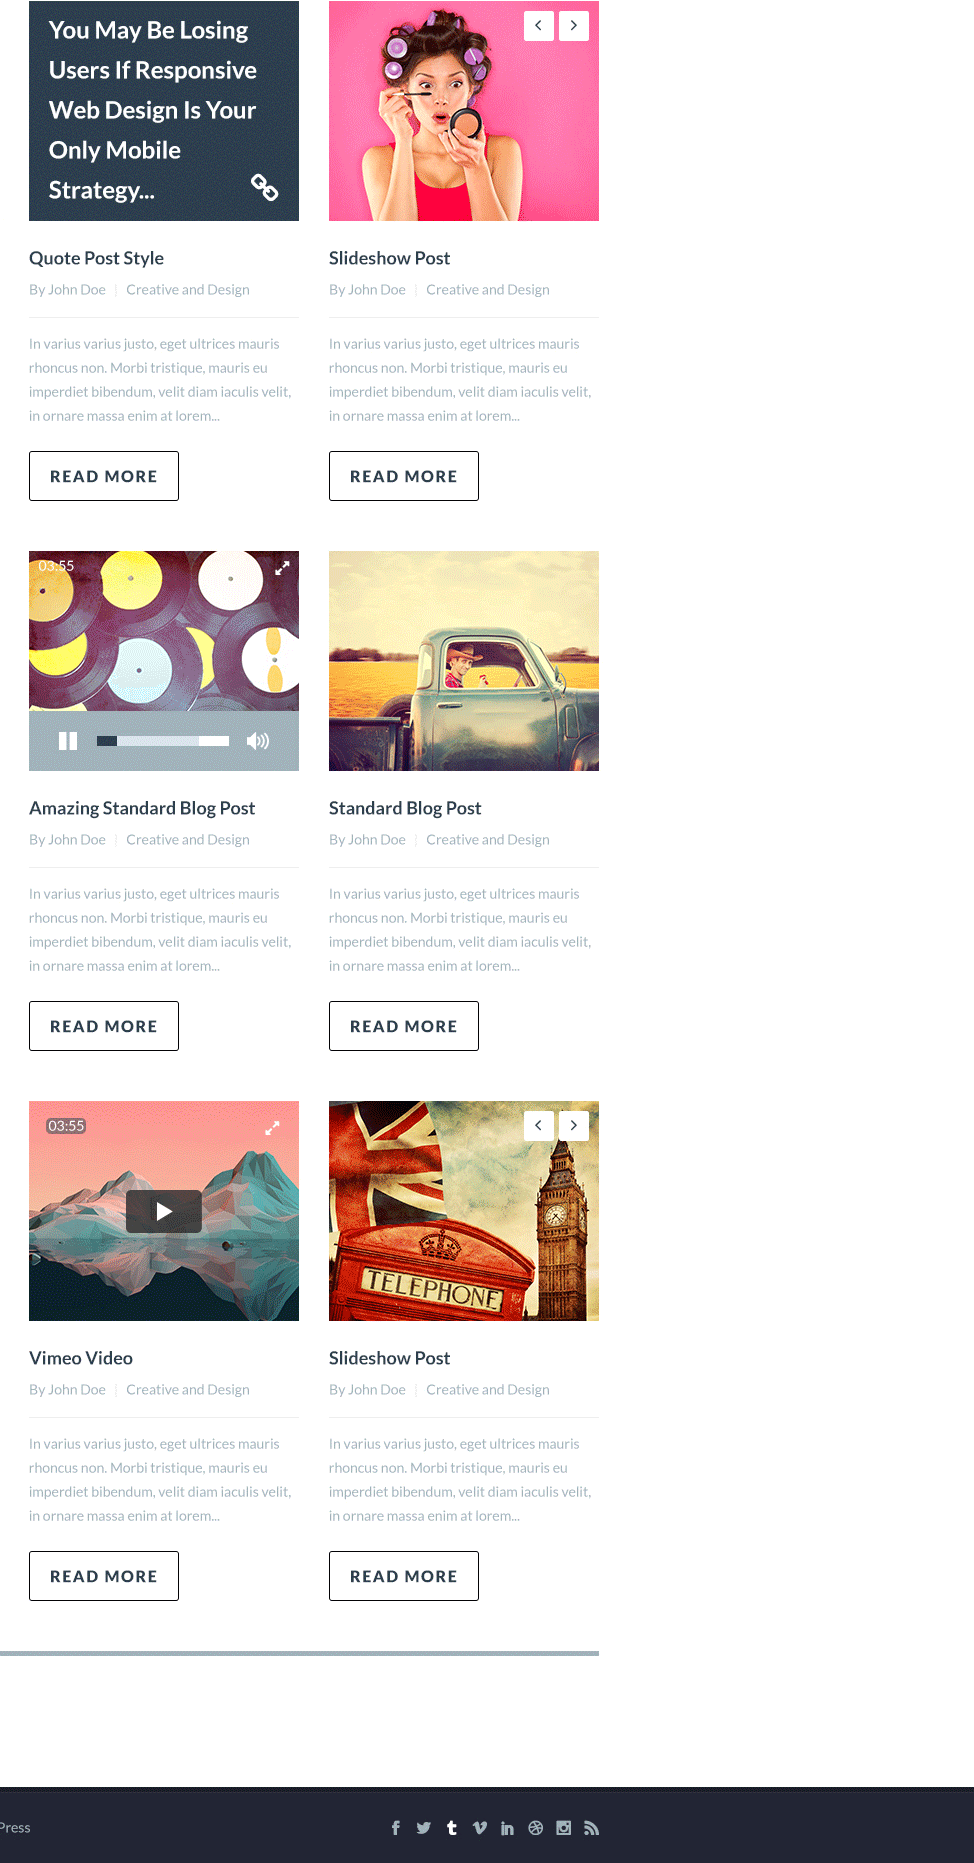 You May Be Losing
Users If Responsive
Web Design Is Your
Only Mobile
Strategy...
Quote Post Style
By John Doe | Creative and Design
In varius varius justo, eget ultrices mauris
rhoncus non. Morbi tristique, mauris eu
imperdiet bibendum, velit diam iaculis velit,
in ornare massa enim at lorem...
READ MORE
Slideshow Post
By John Doe | Creative and Design
In varius varius justo, eget ultrices mauris
rhoncus non. Morbi tristique, mauris eu
imperdiet bibendum, velit diam iaculis velit,
in ornare massa enim at lorem...
READ MORE
03:55
Amazing Standard Blog Post
By John Doe | Creative and Design
In varius varius justo, eget ultrices mauris
rhoncus non. Morbi tristique, mauris eu
imperdiet bibendum, velit diam iaculis velit,
in ornare massa enim at lorem...
READ MORE
Standard Blog Post
By John Doe | Creative and Design
In varius varius justo, eget ultrices mauris
rhoncus non. Morbi tristique, mauris eu
imperdiet bibendum, velit diam iaculis velit,
in ornare massa enim at lorem...
READ MORE
03:55
Vimeo Video
By John Doe | Creative and Design
In varius varius justo, eget ultrices mauris
rhoncus non. Morbi tristique, mauris eu
imperdiet bibendum, velit diam iaculis velit,
in ornare massa enim at lorem...
READ MORE
TELEPHONE
Slideshow Post
By John Doe | Creative and Design
In varius varius justo, eget ultrices mauris
rhoncus non. Morbi tristique, mauris eu
imperdiet bibendum, velit diam iaculis velit,
in ornare massa enim at lorem...
READ MORE
Press